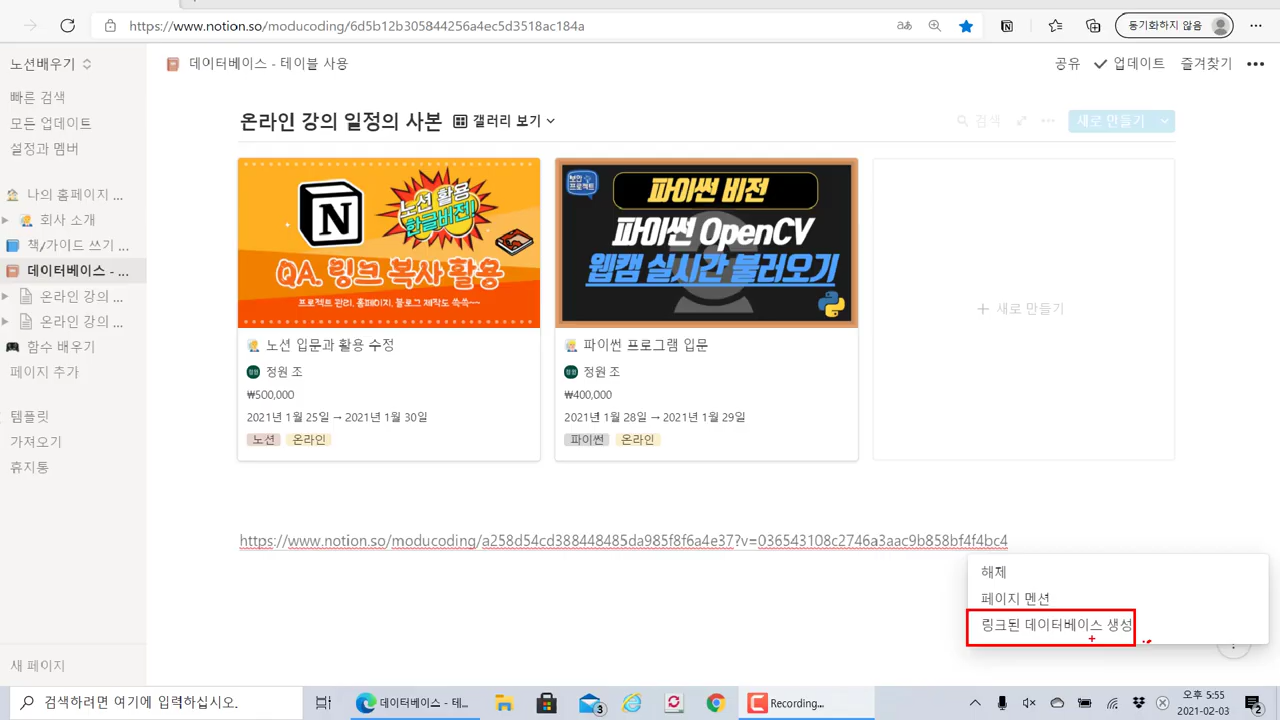 https://www.notion.so/moducoding/6d5b12b305844256a4ec5d3518ac184a
동기화하지 않음
노션배우기
데이터베이스 - 테이블 사용
공유
업데이트
즐겨찾기
빠른 검색
모든 업데이트
설정과 멤버
나의 홈페이지 ...
회사 소개
책/가이드 쓰기 ...
데이터베이스 - ...
온라인 강의 ...
온라인 강의 ...
함수 배우기
페이지 추가
템플릿
가져오기
휴지통
새 페이지
온라인 강의 일정의 사본
갤러리 보기
검색
새로 만들기
노션 활용
한글버전!
QA. 링크 복사 활용
프로젝트 관리, 홈페이지, 블로그 제작도 쓱쓱~~
노션 입문과 활용 수정
정원 조
₩500,000
2021년 1월 25일 → 2021년 1월 30일
노션
온라인
보안
프로젝트
파이썬 비전
파이썬 OpenCV
웹캠 실시간 불러오기
파이썬 프로그램 입문
정원 조
₩400,000
2021년 1월 28일 → 2021년 1월 29일
파이썬
온라인
새로 만들기
https://www.notion.so/moducoding/a258d54cd388448485da985f8f6a4e37?v=036543108c2746a3aac9b858bf4f4bc4
해제
페이지 멘션
링크된 데이터베이스 생성
?
검색하려면 여기에 입력하십시오.
데이터베이스 - 테...
3
Recording...
오후 5:55
2021-02-03
2